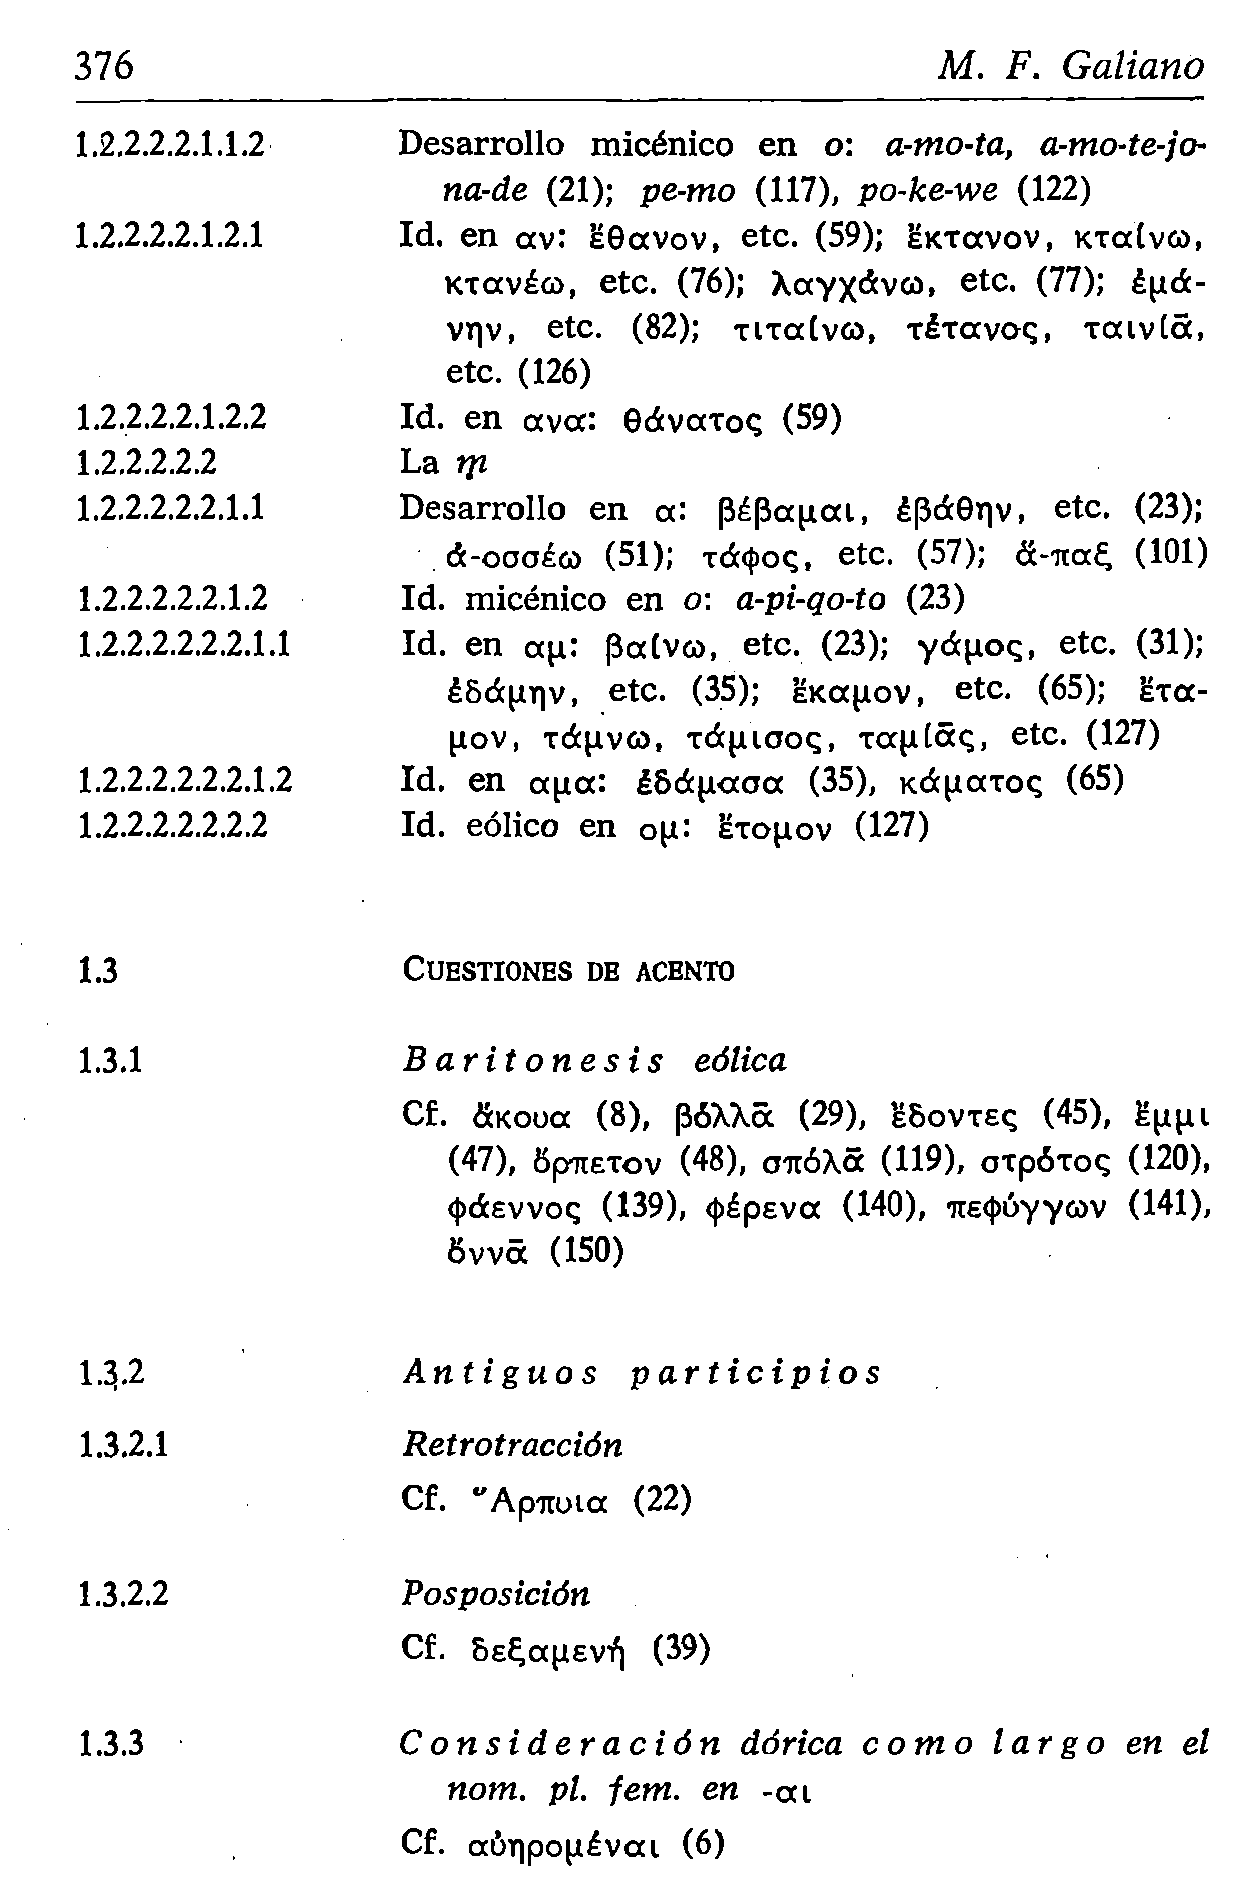 376 M. F. Galiano
1.2.2.2.2.1.1.2 Desarrollo micénico en o: a-mo-ta, a-mo-te-jo-
na-de (21); pe-mo (117), po-ke-we (122)
1.2.2.2.2.1.2.1 Id. en αν: ἔθανον, etc. (59); ἔκτανον, κταίνω,
κτανέω, etc. (76); λαγχάνω, etc. (77); ἐμά-
νην, etc. (82); τιταίνω, τέτανος, ταινίᾱ,
etc. (126)
1.2.2.2.2.1.2.2 Id. en ανα: θάνατος (59)
1.2.2.2.2.2 La m̥
1.2.2.2.2.2.1.1 Desarrollo en α: βέβαμαι, ἐβάθην, etc. (23);
ἀ-οσσέω (51); τάφος, etc. (57); ἅ-παξ (101)
1.2.2.2.2.2.1.2 Id. micénico en o: a-pi-qo-to (23)
1.2.2.2.2.2.2.1.1 Id. en αμ: βαίνω, etc. (23); γάμος, etc. (31);
ἐδάμην, etc. (35); ἔκαμον, etc. (65); ἔτα-
μον, τάμνω, τάμισος, ταμίᾱς, etc. (127)
1.2.2.2.2.2.2.1.2 Id. en αμα: ἐδάμασα (35), κάματος (65)
1.2.2.2.2.2.2.2 Id. eólico en ομ: ἔτομον (127)
1.3 CUESTIONES DE ACENTO
1.3.1 Baritonesis eólica
Cf. ἄκουα (8), βόλλᾱ (29), ἔδοντες (45), ἔμμι
(47), ὄρπετον (48), σπόλᾱ (119), στρότος (120),
φάεννος (139), φέρενα (140), πεφύγγων (141),
ὄννᾱ (150)
1.3.2 Antiguos participios
1.3.2.1 Retrotracción
Cf. Ἅρπυια (22)
1.3.2.2 Posposición
Cf. δεξαμενή (39)
1.3.3 Consideración dórica como largo en el
nom. pl. fem. en -αι
Cf. αὐηρομέναι (6)